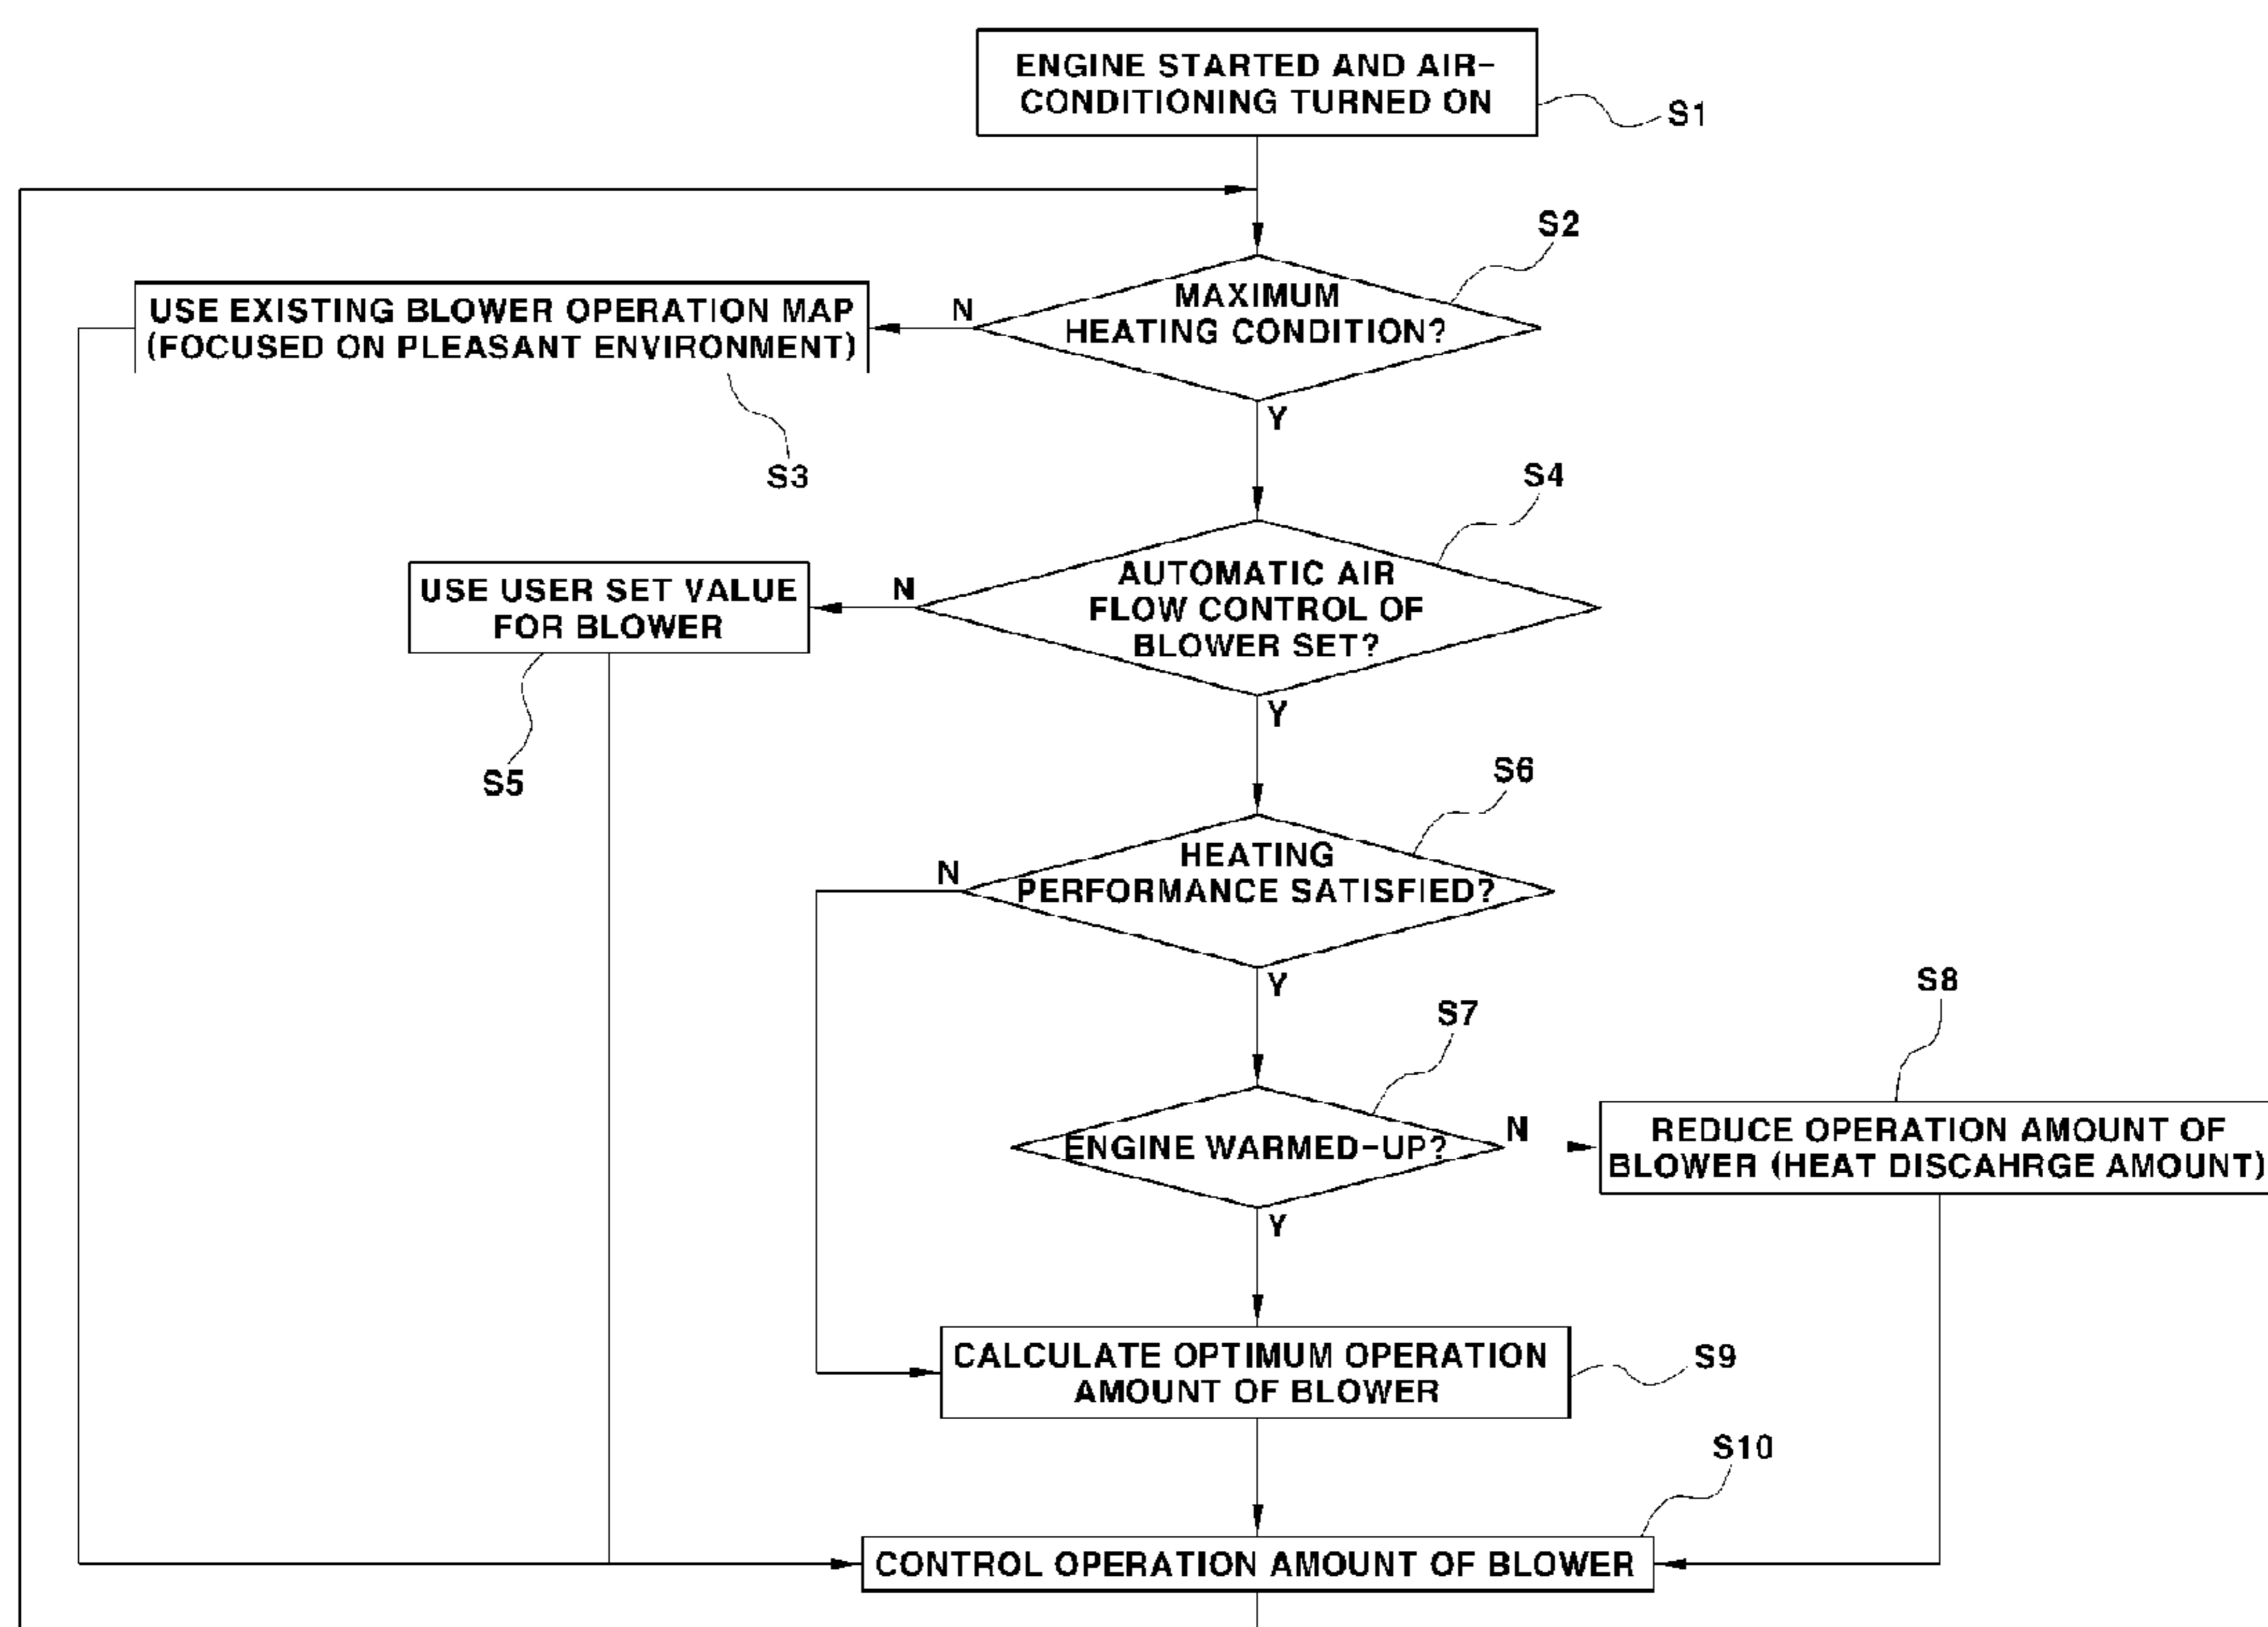 ENGINE STARTED AND AIR-
CONDITIONING TURNED ON
S1
S2
MAXIMUM
HEATING CONDITION?
N
USE EXISTING BLOWER OPERATION MAP
(FOCUSED ON PLEASANT ENVIRONMENT)
S3
Y
S4
AUTOMATIC AIR
FLOW CONTROL OF
BLOWER SET?
N
USE USER SET VALUE
FOR BLOWER
S5
Y
S6
HEATING
PERFORMANCE SATISFIED?
N
Y
S7
ENGINE WARMED-UP?
N
S8
REDUCE OPERATION AMOUNT OF
BLOWER (HEAT DISCAHRGE AMOUNT)
Y
CALCULATE OPTIMUM OPERATION
AMOUNT OF BLOWER
S9
S10
CONTROL OPERATION AMOUNT OF BLOWER